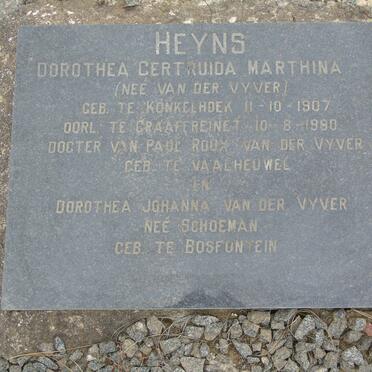 HEYNS
DOROTHEA GERTRUIDA MARTHINA
(NEE VAN DER VYVER)
GEB. TE KONKELHOEK 11-10-1907
OORL. TE GRAAFFREINET 10-8-1980
DOGTER VAN PAUL ROUX VAN DER VYVER
GEB. TE VAALHEUWEL
EN
DOROTHEA JOHANNA VAN DER VYVER
NEÉ SCHOEMAN
GEB. TE BOSFONTEIN